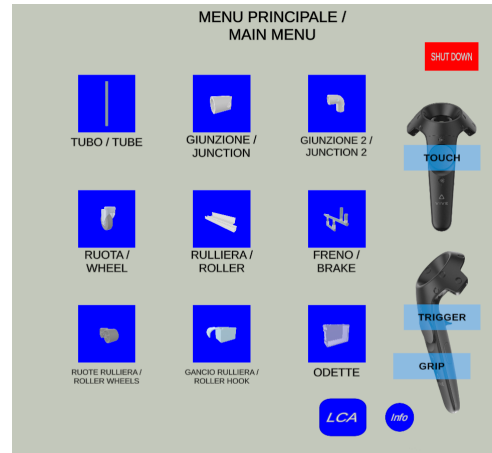 MENU PRINCIPALE /
MAIN MENU
SHUT DOWN
TUBO / TUBE
GIUNZIONE /
JUNCTION
GIUNZIONE 2 /
JUNCTION 2
TOUCH
RUOTA /
WHEEL
RULLIERA /
ROLLER
FRENO /
BRAKE
TRIGGER
GRIP
RUOTE RULLIERA /
ROLLER WHEELS
GANCIO RULLIERA /
ROLLER HOOK
ODETTE
LCA
Info